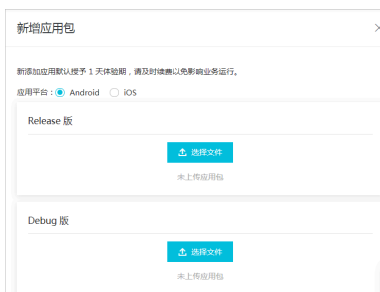 新增应用包
新添加应用默认授予 1 天体验期，请及时续费以免影响业务运行。
应用平台： Android iOS
Release 版
选择文件
未上传应用包
Debug 版
选择文件
未上传应用包